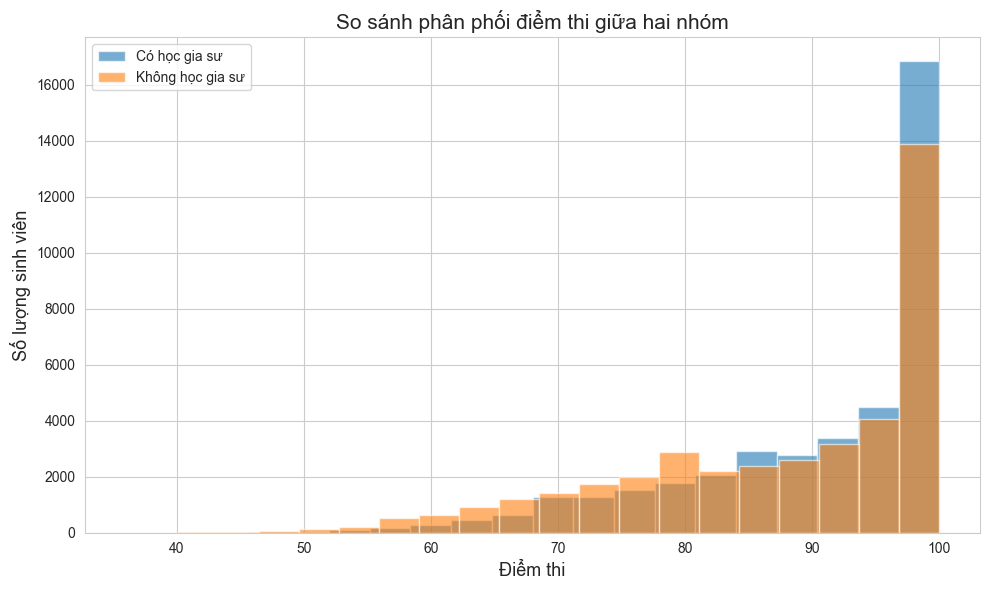 So sánh phân phối điểm thi giữa hai nhóm
Có học gia sư
Không học gia sư
Số lượng sinh viên
16000
14000
12000
10000
8000
6000
4000
2000
0
40 50 60 70 80 90 100
Điểm thi